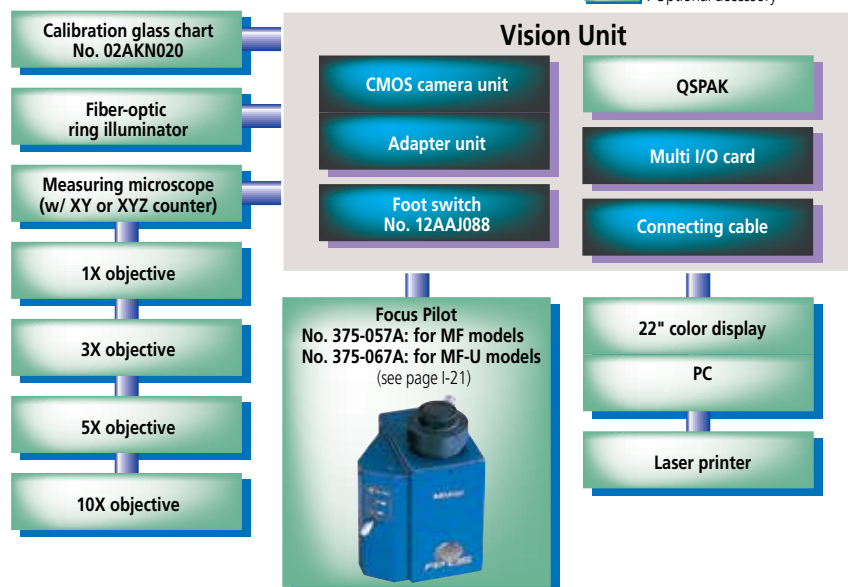 : Optional accessory
Calibration glass chart
No. 02AKN020
Fiber-optic
ring illuminator
Measuring microscope
(w/ XY or XYZ counter)
1X objective
3X objective
5X objective
10X objective
Vision Unit
CMOS camera unit
Adapter unit
Foot switch
No. 12AAJ088
QSPAK
Multi I/O card
Connecting cable
Focus Pilot
No. 375-057A: for MF models
No. 375-067A: for MF-U models
(see page I-21)
22" color display
PC
Laser printer